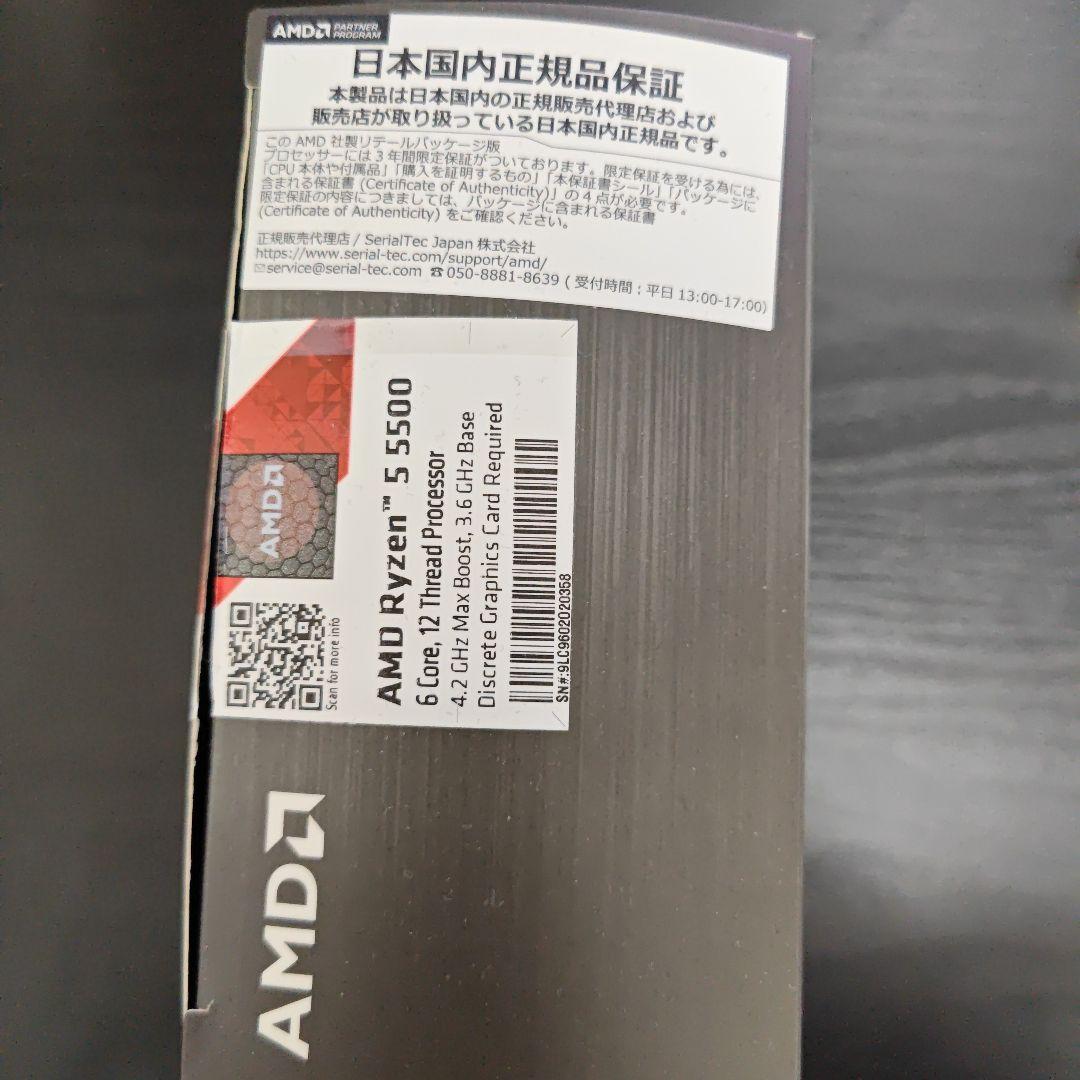 AMD PARTNER PROGRAM
日本国内正規品保証
本製品は日本国内の正規販売代理店および
販売店が取り扱っている日本国内正規品です。
この AMD 社製リテールパッケージ版
プロセッサーには 3 年間限定保証がついております。限定保証を受ける為には、
「CPU 本体や付属品」「購入を証明するもの」「本保証書シール」「パッケージに
含まれる保証書 (Certificate of Authenticity)」の 4 点が必要です。
限定保証の内容につきましては、パッケージに含まれる保証書
(Certificate of Authenticity) をご確認ください。
正規販売代理店 / SerialTec Japan 株式会社
https://www.serial-tec.com/support/amd/
✉service@serial-tec.com ☎050-8881-8639 ( 受付時間 ; 平日 13:00-17:00)
AMD
Scan for more info
AMD Ryzen™ 5 5500
6 Core, 12 Thread Processor
4.2 GHz Max Boost, 3.6 GHz Base
Discrete Graphics Card Required
SN#:9LC9602020358
AMD